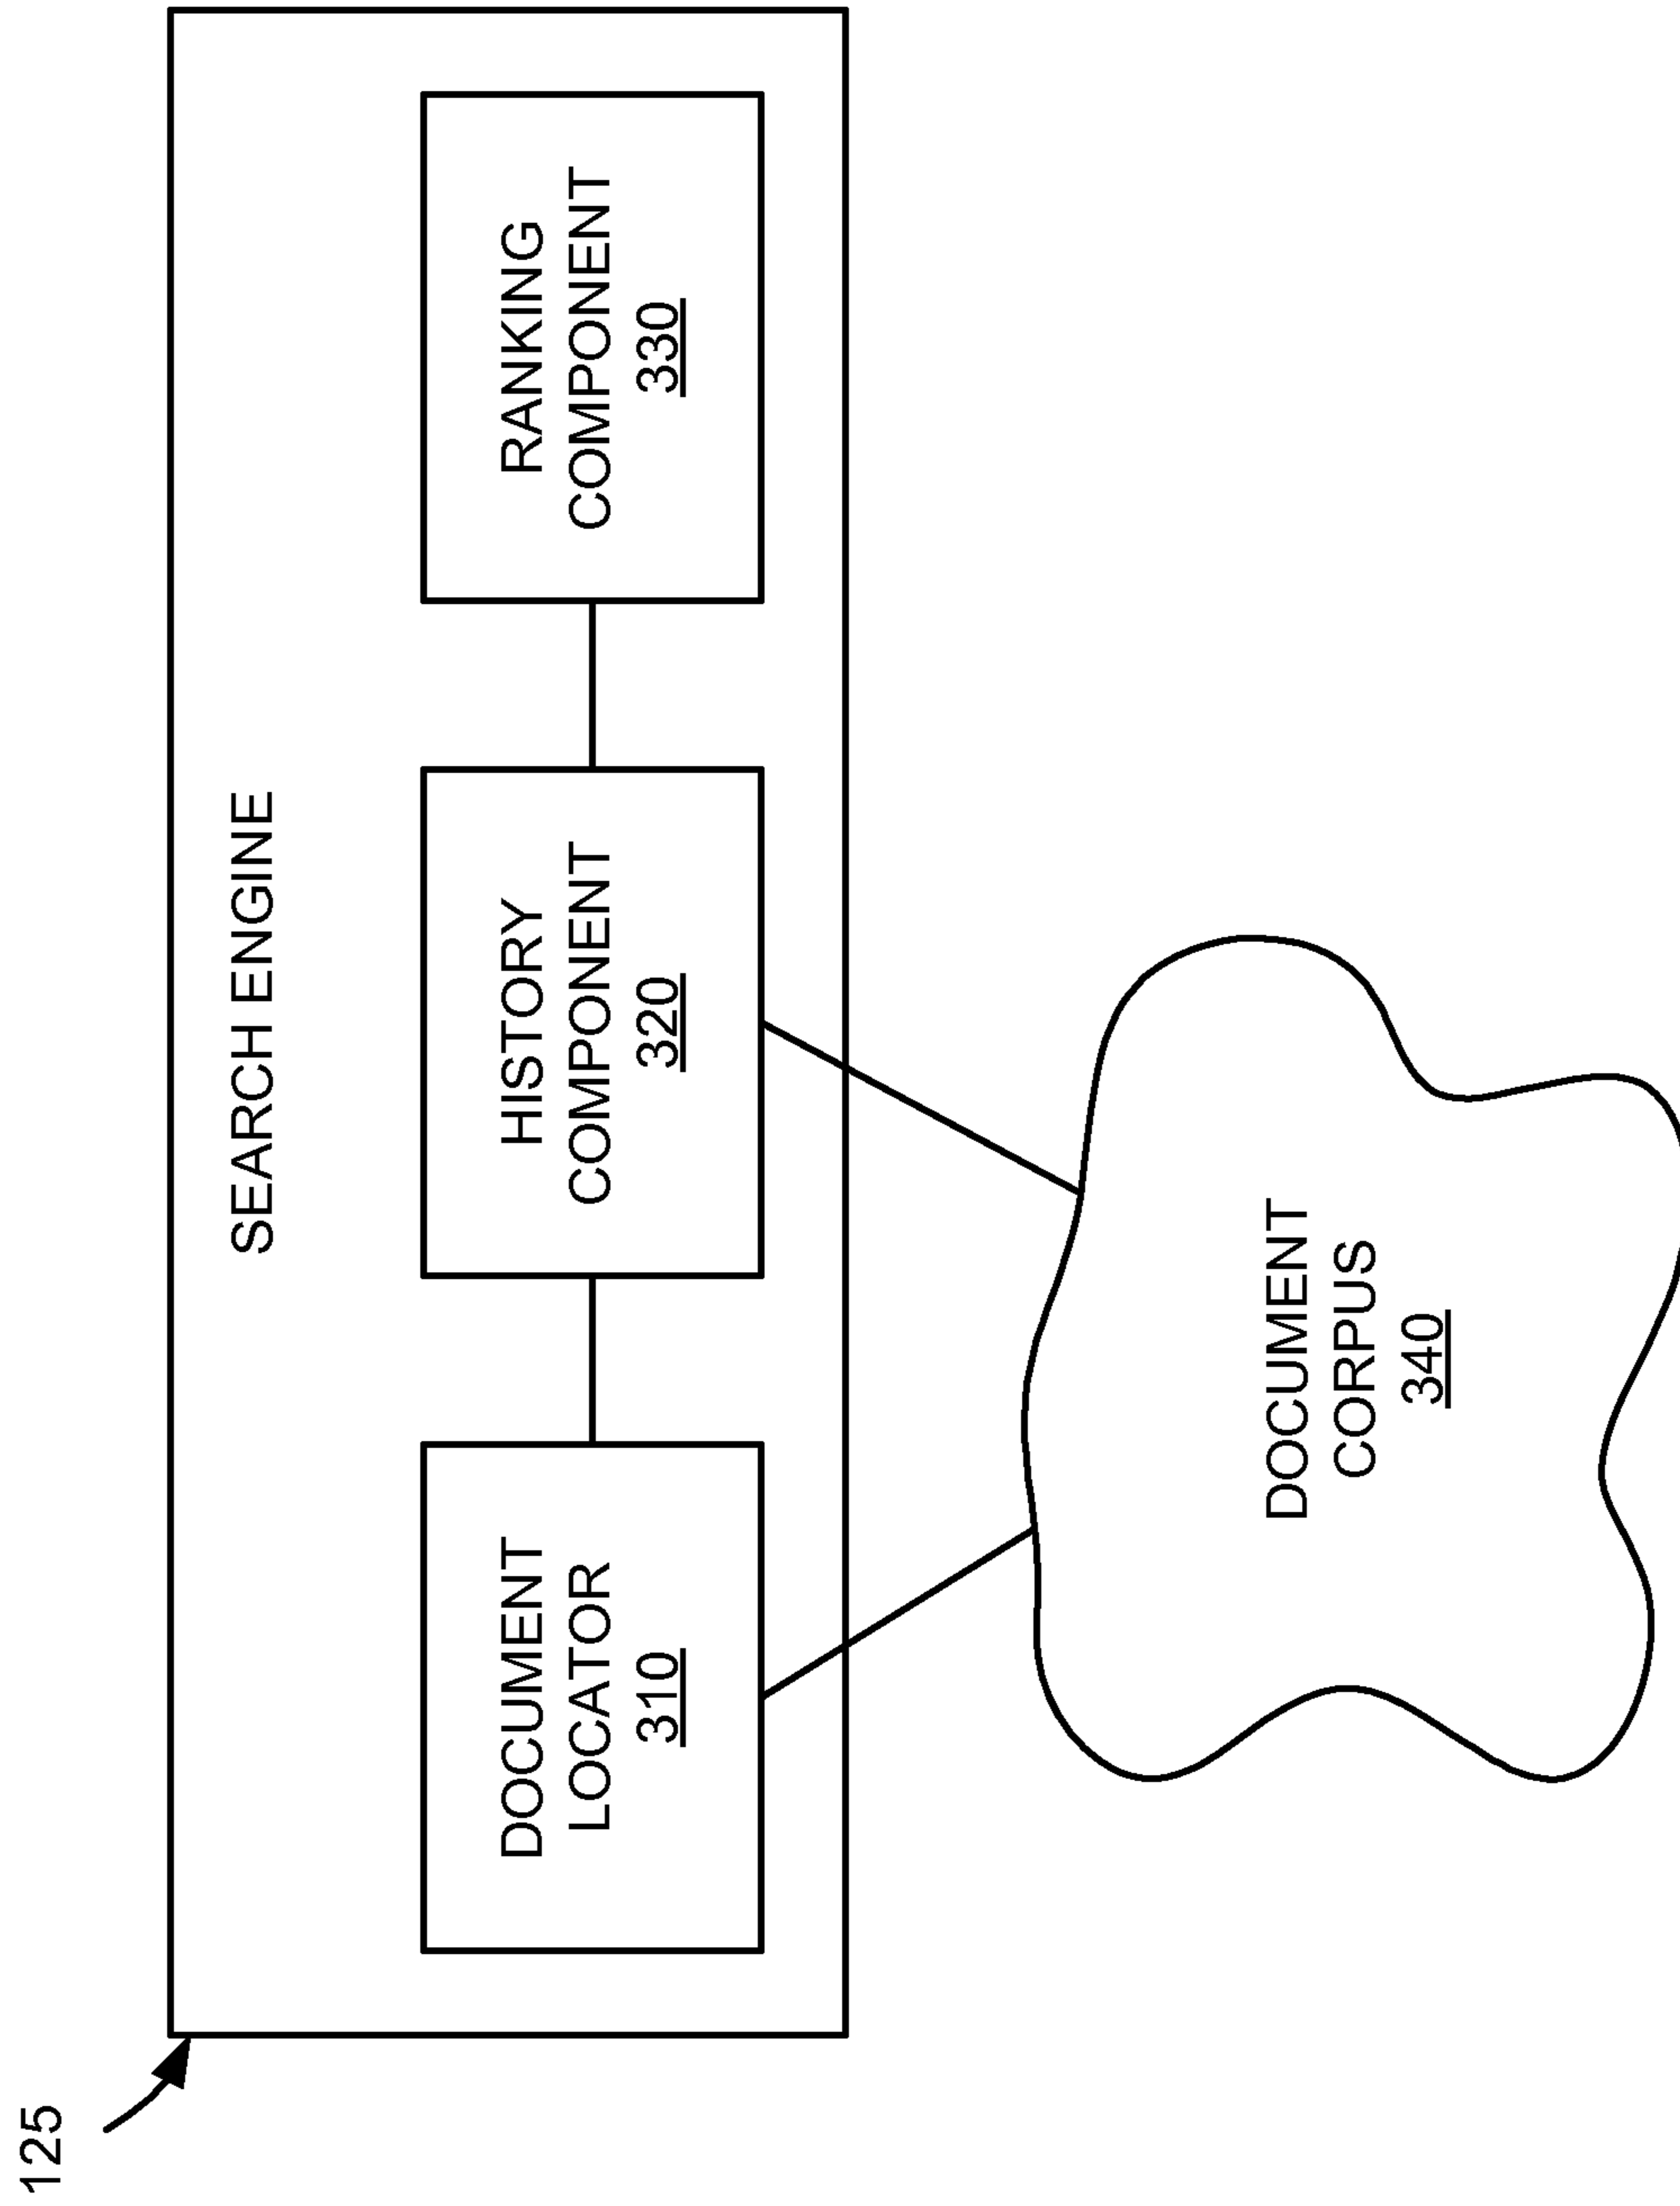 125
SEARCH ENGINE
DOCUMENT
LOCATOR
310
HISTORY
COMPONENT
320
RANKING
COMPONENT
330
DOCUMENT
CORPUS
340